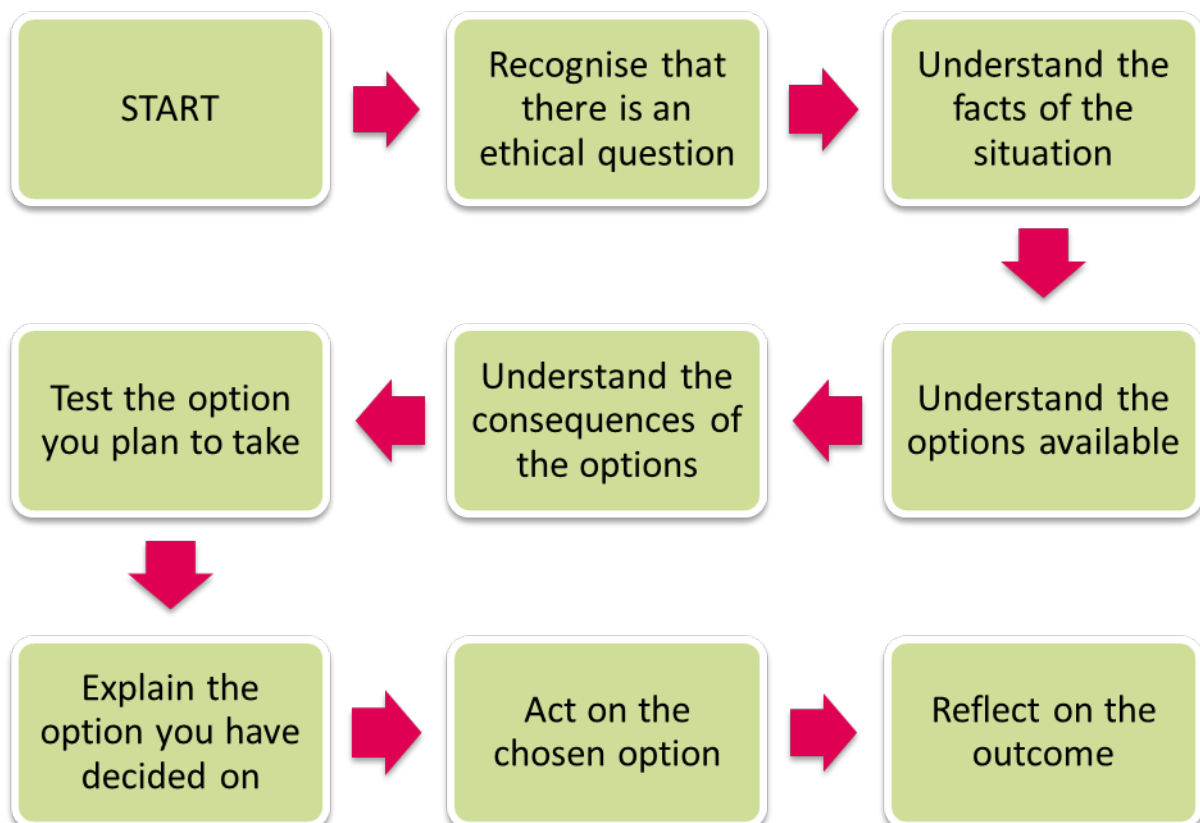 START
Recognise that
there is an
ethical question
Understand the
facts of the
situation
Understand the
options available
Understand the
consequences of
the options
Test the option
you plan to take
Explain the
option you have
decided on
Act on the
chosen option
Reflect on the
outcome